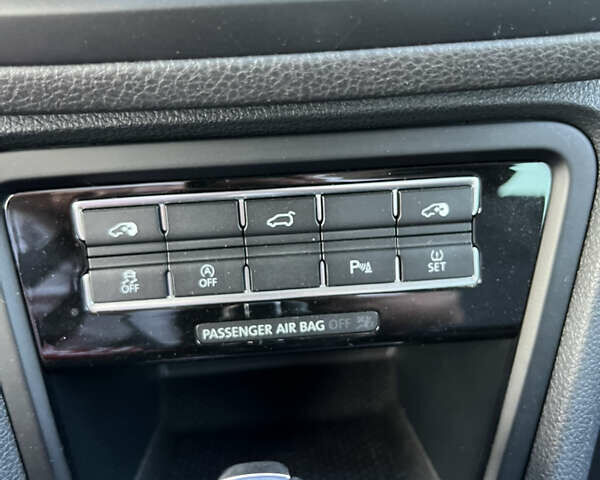 OFF
A
OFF
P
SET
PASSENGER AIR BAG OFF